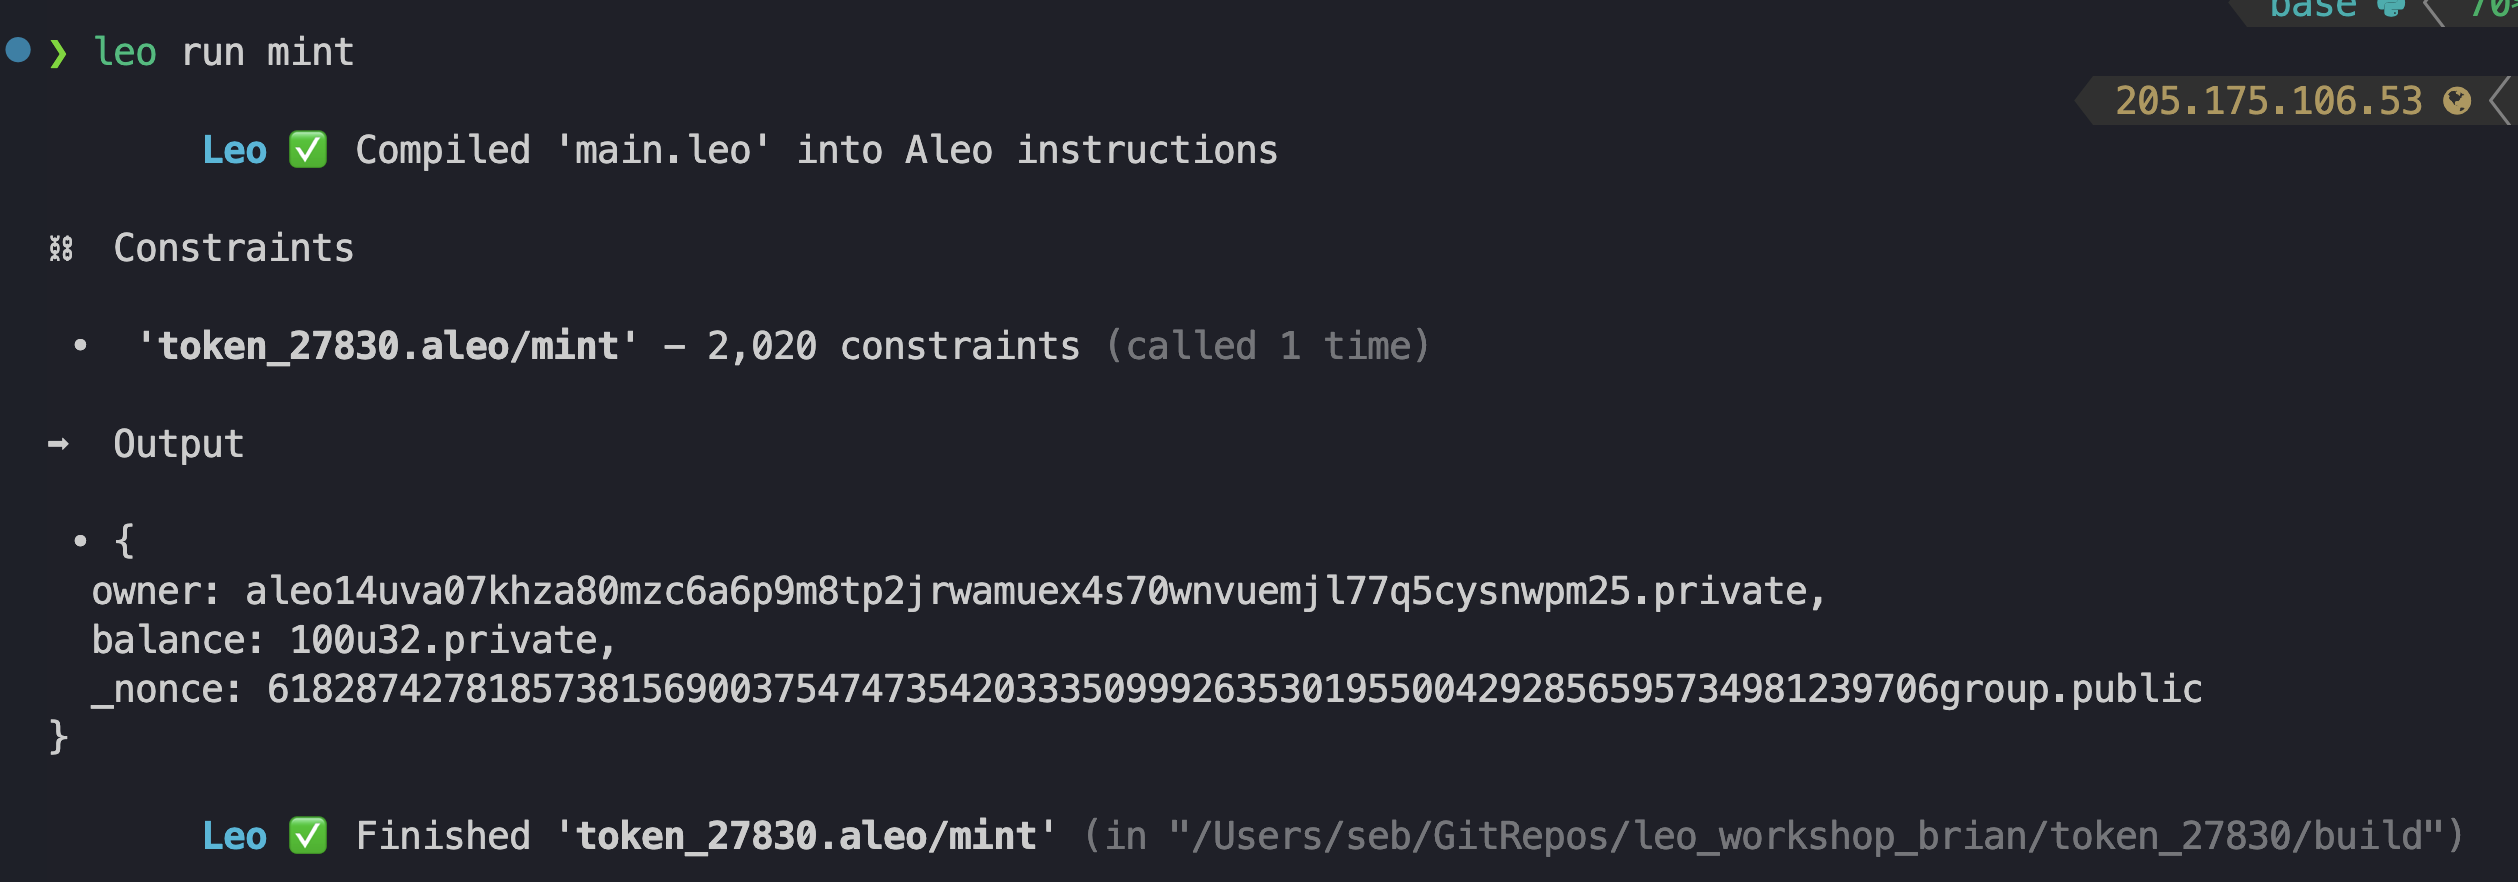 base
❯ leo run mint
205.175.106.53
Leo ✅ Compiled 'main.leo' into Aleo instructions
⛓ Constraints
• 'token_27830.aleo/mint' – 2,020 constraints (called 1 time)
➡ Output
• {
owner: aleo14uva07khza80mzc6a6p9m8tp2jrwamuex4s70wnvuemjl77q5cysnwpm25.private,
balance: 100u32.private,
_nonce: 6182874278185738156900375474735420333509992635301955004292856595734981239706group.public
}
Leo ✅ Finished 'token_27830.aleo/mint' (in "/Users/seb/GitRepos/leo_workshop_brian/token_27830/build")